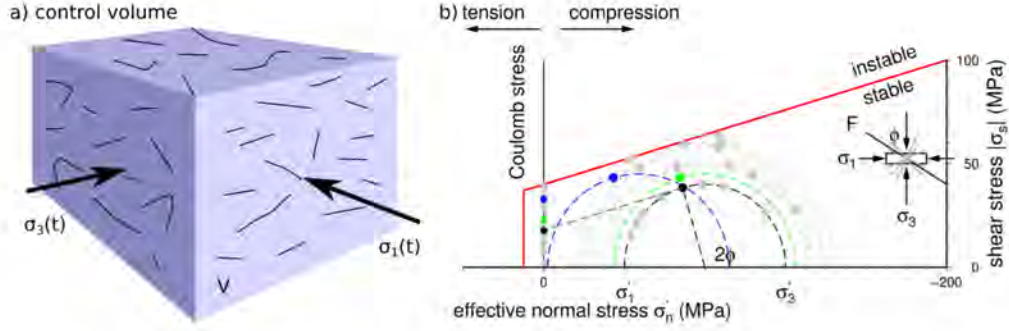 a) control volume
σ3(t)
σ1(t)
V
b) tension
compression
Coulomb stress
instable
stable
F
ϕ
σ1
σ3
2ϕ
100
50
shear stress |σs| (MPa)
0
σ1'
σ3'
−200
effective normal stress σn' (MPa)